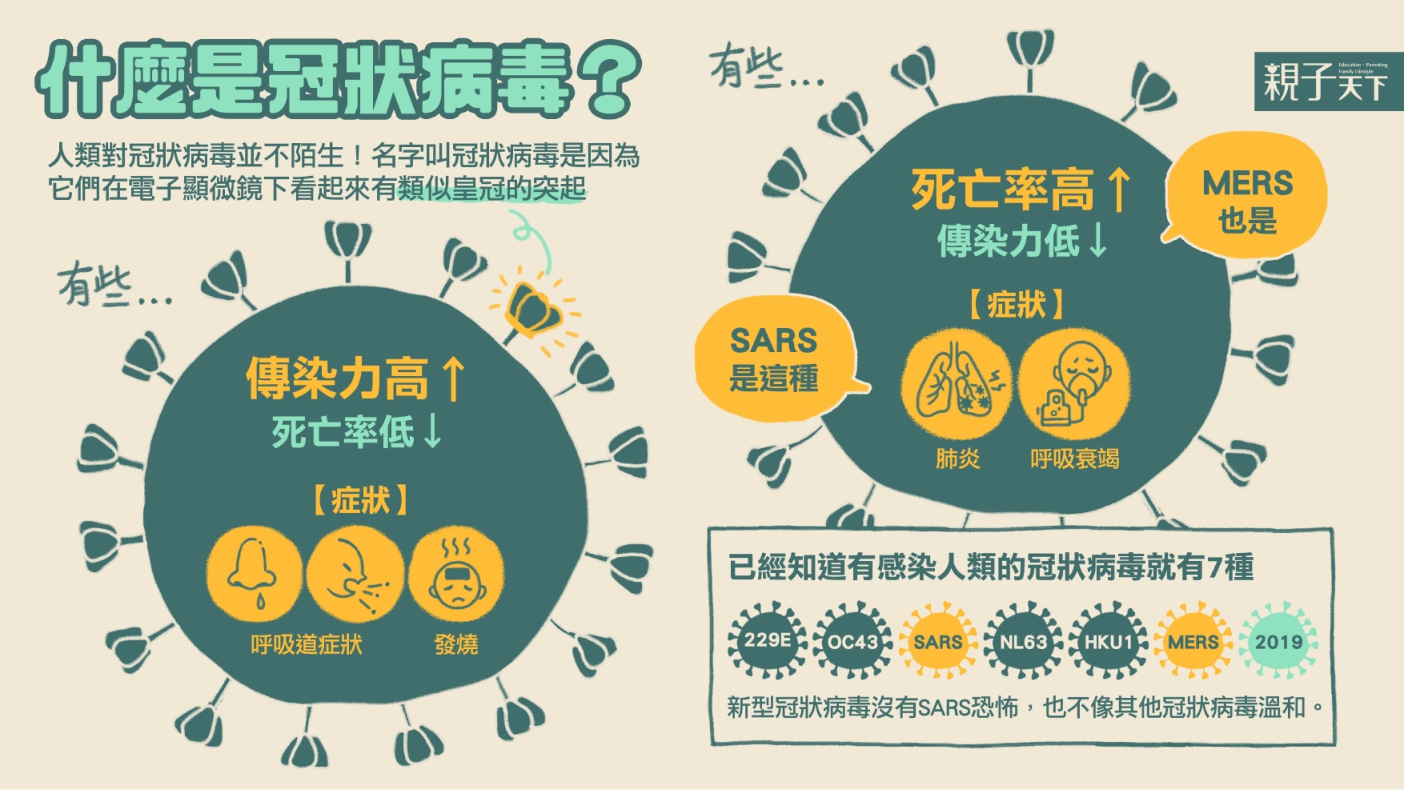 什麼是冠狀病毒？
人類對冠狀病毒並不陌生！名字叫冠狀病毒是因為
它們在電子顯微鏡下看起來有類似皇冠的突起
有些...
傳染力高↑
死亡率低↓
【症狀】
呼吸道症狀
發燒
有些...
親子天下
Education · Parenting
Family Lifestyle
死亡率高↑
傳染力低↓
MERS
也是
SARS
是這種
【症狀】
肺炎
呼吸衰竭
已經知道有感染人類的冠狀病毒就有7種
229E OC43 SARS NL63 HKU1 MERS 2019
新型冠狀病毒沒有SARS恐怖，也不像其他冠狀病毒溫和。